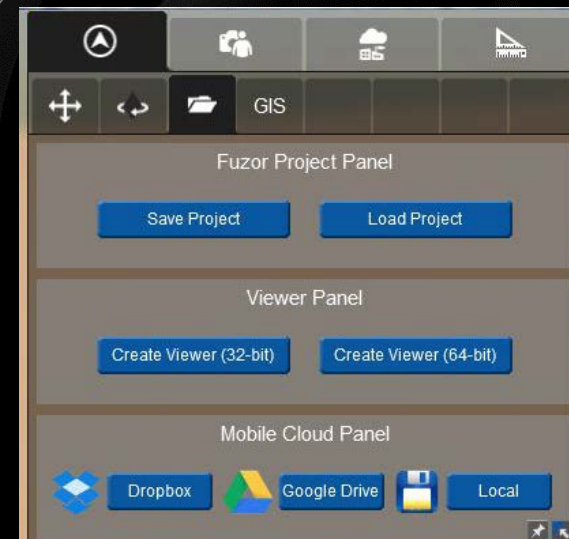 GIS
Fuzor Project Panel
Save Project Load Project
Viewer Panel
Create Viewer (32-bit) Create Viewer (64-bit)
Mobile Cloud Panel
Dropbox Google Drive Local